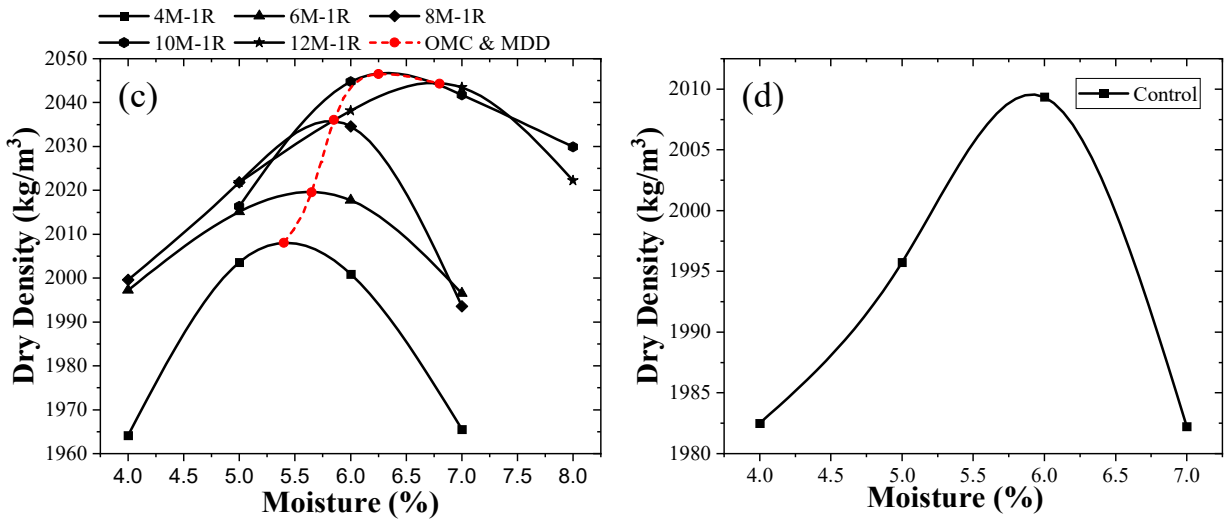 4M-1R 6M-1R 8M-1R
10M-1R 12M-1R OMC & MDD
(c)
Dry Density (kg/m³)
2050
2040
2030
2020
2010
2000
1990
1980
1970
1960
4.0 4.5 5.0 5.5 6.0 6.5 7.0 7.5 8.0
Moisture (%)
(d)
Control
Dry Density (kg/m³)
2010
2005
2000
1995
1990
1985
1980
4.0 4.5 5.0 5.5 6.0 6.5 7.0
Moisture (%)